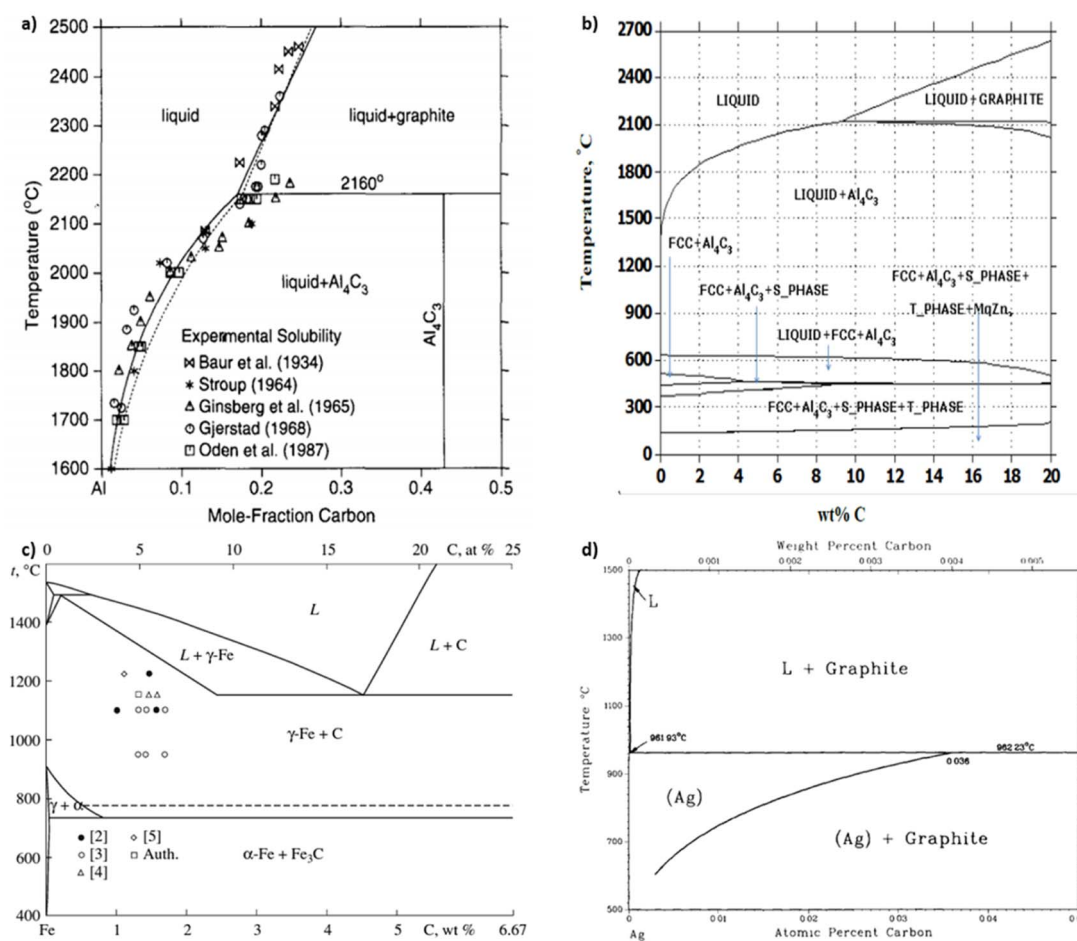 a)
2500
2400
2300
2200
2100
2000
1900
1800
1700
1600
Temperature (°C)
liquid
liquid+graphite
2160°
liquid+Al4C3
Al4C3
Experimental Solubility
Baur et al. (1934)
Stroup (1964)
Ginsberg et al. (1965)
Gjerstad (1968)
Oden et al. (1987)
Al 0.1 0.2 0.3 0.4 0.5
Mole-Fraction Carbon
b)
2700
2400
2100
1800
1500
1200
900
600
300
0
Temperature, °C
LIQUID
LIQUID+GRAPHITE
LIQUID+Al4C3
FCC+Al4C3
FCC+Al4C3+S_PHASE
FCC+Al4C3+S_PHASE+
T_PHASE+MgZn2
LIQUID+FCC+Al4C3
FCC+Al4C3+S_PHASE+T_PHASE
0 2 4 6 8 10 12 14 16 18 20
wt% C
c)
0 5 10 15 20 C, at % 25
t, °C
1400
1200
1000
800
600
400
L
L + γ-Fe
L + C
γ-Fe + C
γ + α
[2] [5]
[3] Auth.
[4]
α-Fe + Fe3C
Fe 1 2 3 4 5 C, wt % 6.67
d)
Weight Percent Carbon
0 0 001 0 002 0 003 0 004 0 005
1500
1300
1100
900
700
500
Temperature °C
L
L + Graphite
961 93°C
962 23°C
0 036
(Ag)
(Ag) + Graphite
0 0 01 0 02 0 03 0 04 0 05
Ag
Atomic Percent Carbon